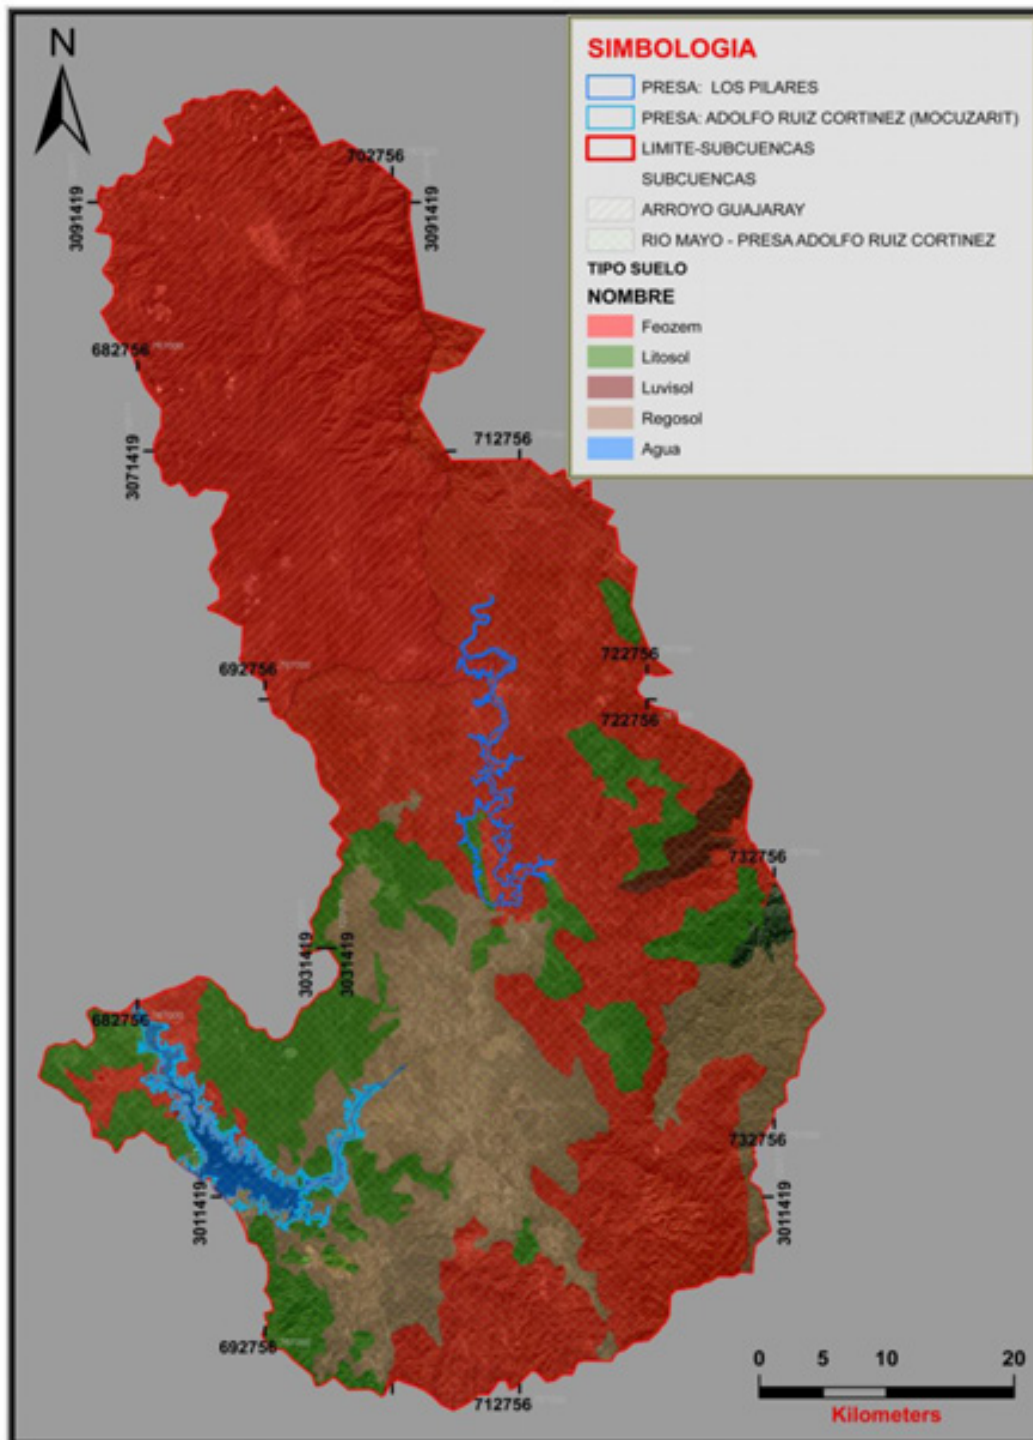 N
SIMBOLOGIA
PRESA: LOS PILARES
PRESA: ADOLFO RUIZ CORTINEZ (MOCUZARIT)
LIMITE-SUBCUENCAS
SUBCUENCAS
ARROYO GUAJARAY
RIO MAYO - PRESA ADOLFO RUIZ CORTINEZ
TIPO SUELO
NOMBRE
Feozem
Litosol
Luvisol
Regosol
Agua
702756
3091419
3091419
682756
3071419
712756
692756
722756
722756
732756
3031419
3031419
682756
732756
3011419
3011419
692756
712756
0 5 10 20
Kilometers